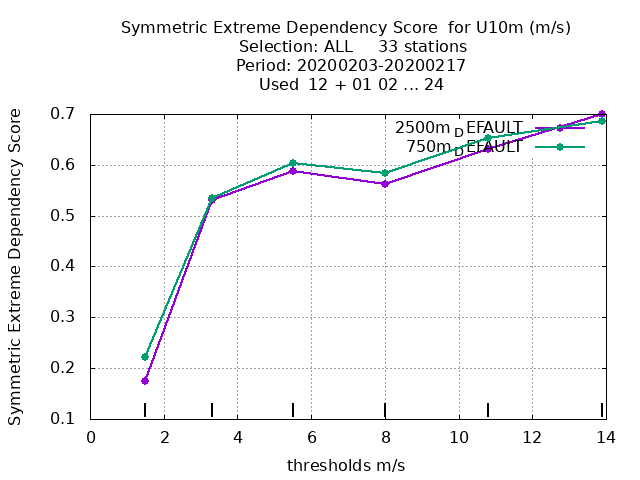 Symmetric Extreme Dependency Score  for U10m (m/s)
Selection: ALL     33 stations
Period: 20200203-20200217
Used  12 + 01 02 ... 24
Symmetric Extreme Dependency Score
0.7
0.6
0.5
0.4
0.3
0.2
0.1
2500m_DEFAULT
750m_DEFAULT
0 2 4 6 8 10 12 14
thresholds m/s